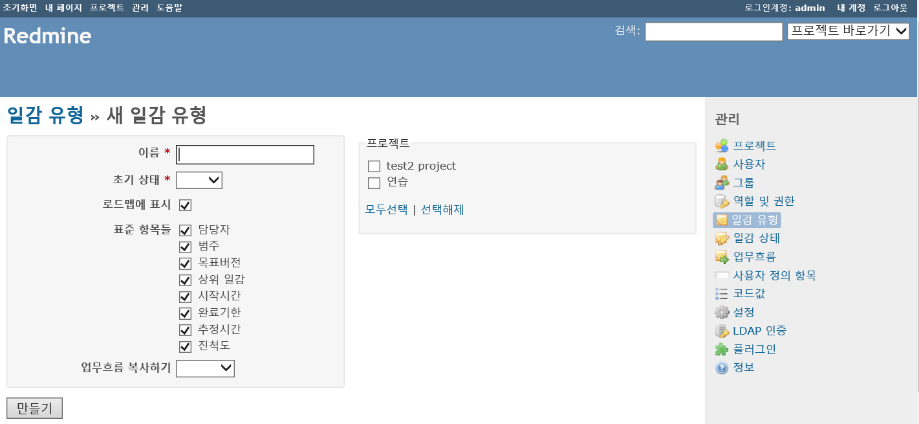 초기화면 내 페이지 프로젝트 관리 도움말
로그인계정: admin 내 계정 로그아웃
Redmine
검색:
프로젝트 바로가기
일감 유형 » 새 일감 유형
이름 *
초기 상태 *
로드맵에 표시
표준 항목들
담당자
범주
목표버전
상위 일감
시작시간
완료기한
추정시간
진척도
업무흐름 복사하기
만들기
프로젝트
test2 project
연습
모두선택 | 선택해제
관리
프로젝트
사용자
그룹
역할 및 권한
일감 유형
일감 상태
업무흐름
사용자 정의 항목
코드값
설정
LDAP 인증
플러그인
정보